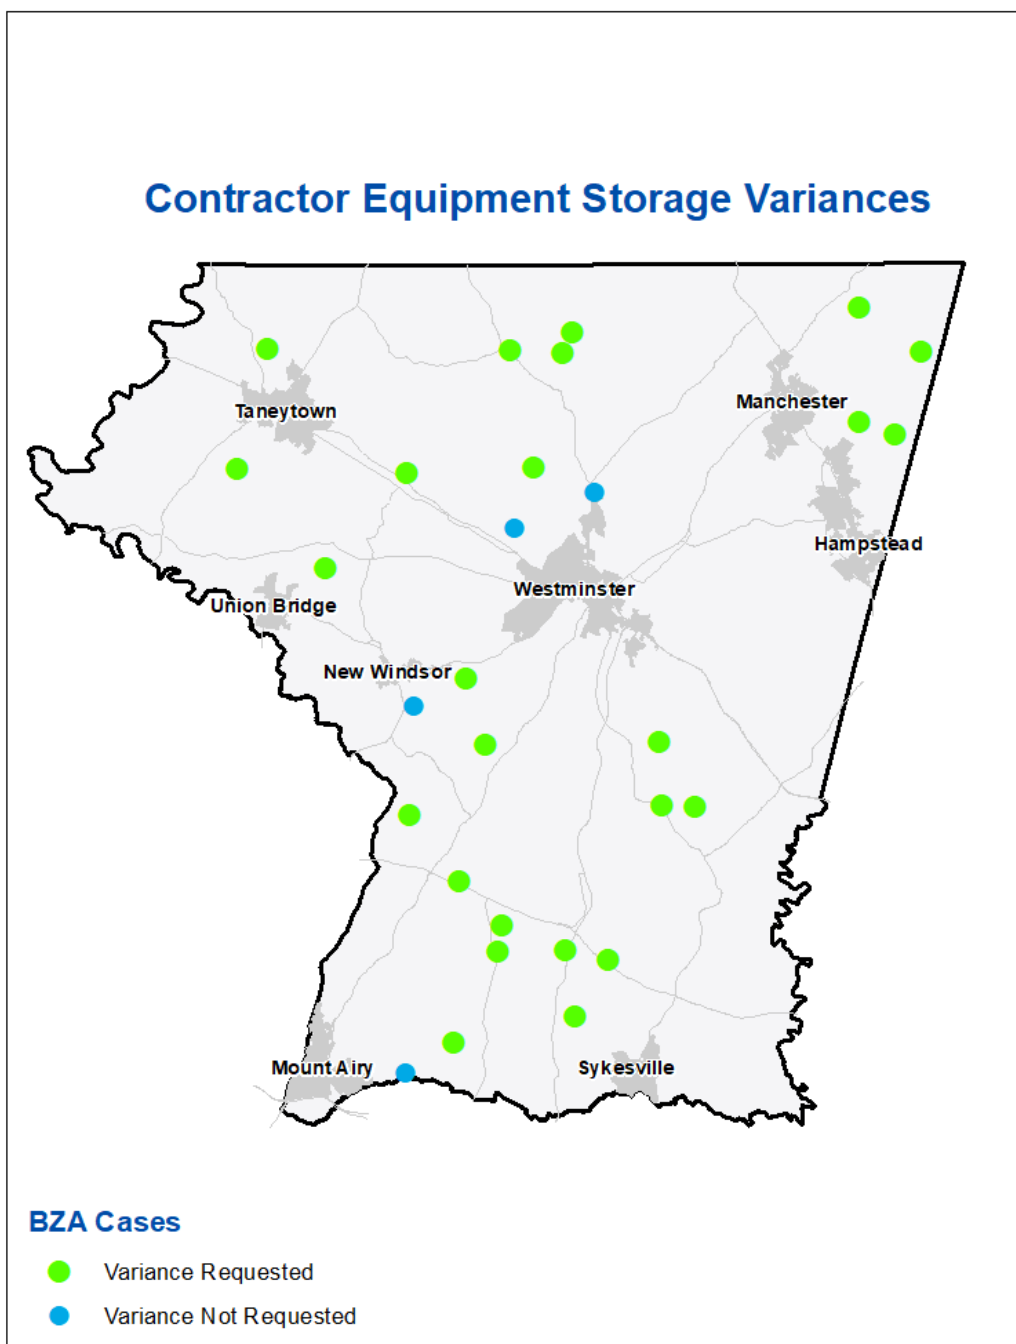 Contractor Equipment Storage Variances
Taneytown
Manchester
Hampstead
Westminster
Union Bridge
New Windsor
Mount Airy
Sykesville
BZA Cases
Variance Requested
Variance Not Requested